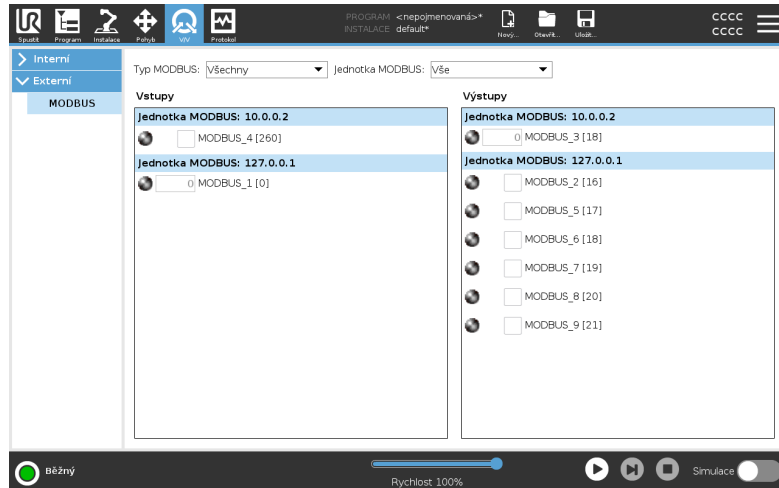 UR
PROGRAM <nepojmenovaná>*
INSTALACE default*
CCCC
CCCC
Spustit Program Instalace Pohyb V/V Protokol
Nový... Otevřít... Uložit...
Interní
Externí
MODBUS
Typ MODBUS: Všechny Jednotka MODBUS: Vše
Vstupy
Jednotka MODBUS: 10.0.0.2
MODBUS_4 [260]
Jednotka MODBUS: 127.0.0.1
0 MODBUS_1 [0]
Výstupy
Jednotka MODBUS: 10.0.0.2
0 MODBUS_3 [18]
Jednotka MODBUS: 127.0.0.1
MODBUS_2 [16]
MODBUS_5 [17]
MODBUS_6 [18]
MODBUS_7 [19]
MODBUS_8 [20]
MODBUS_9 [21]
Běžný
Rychlost 100%
Simulace